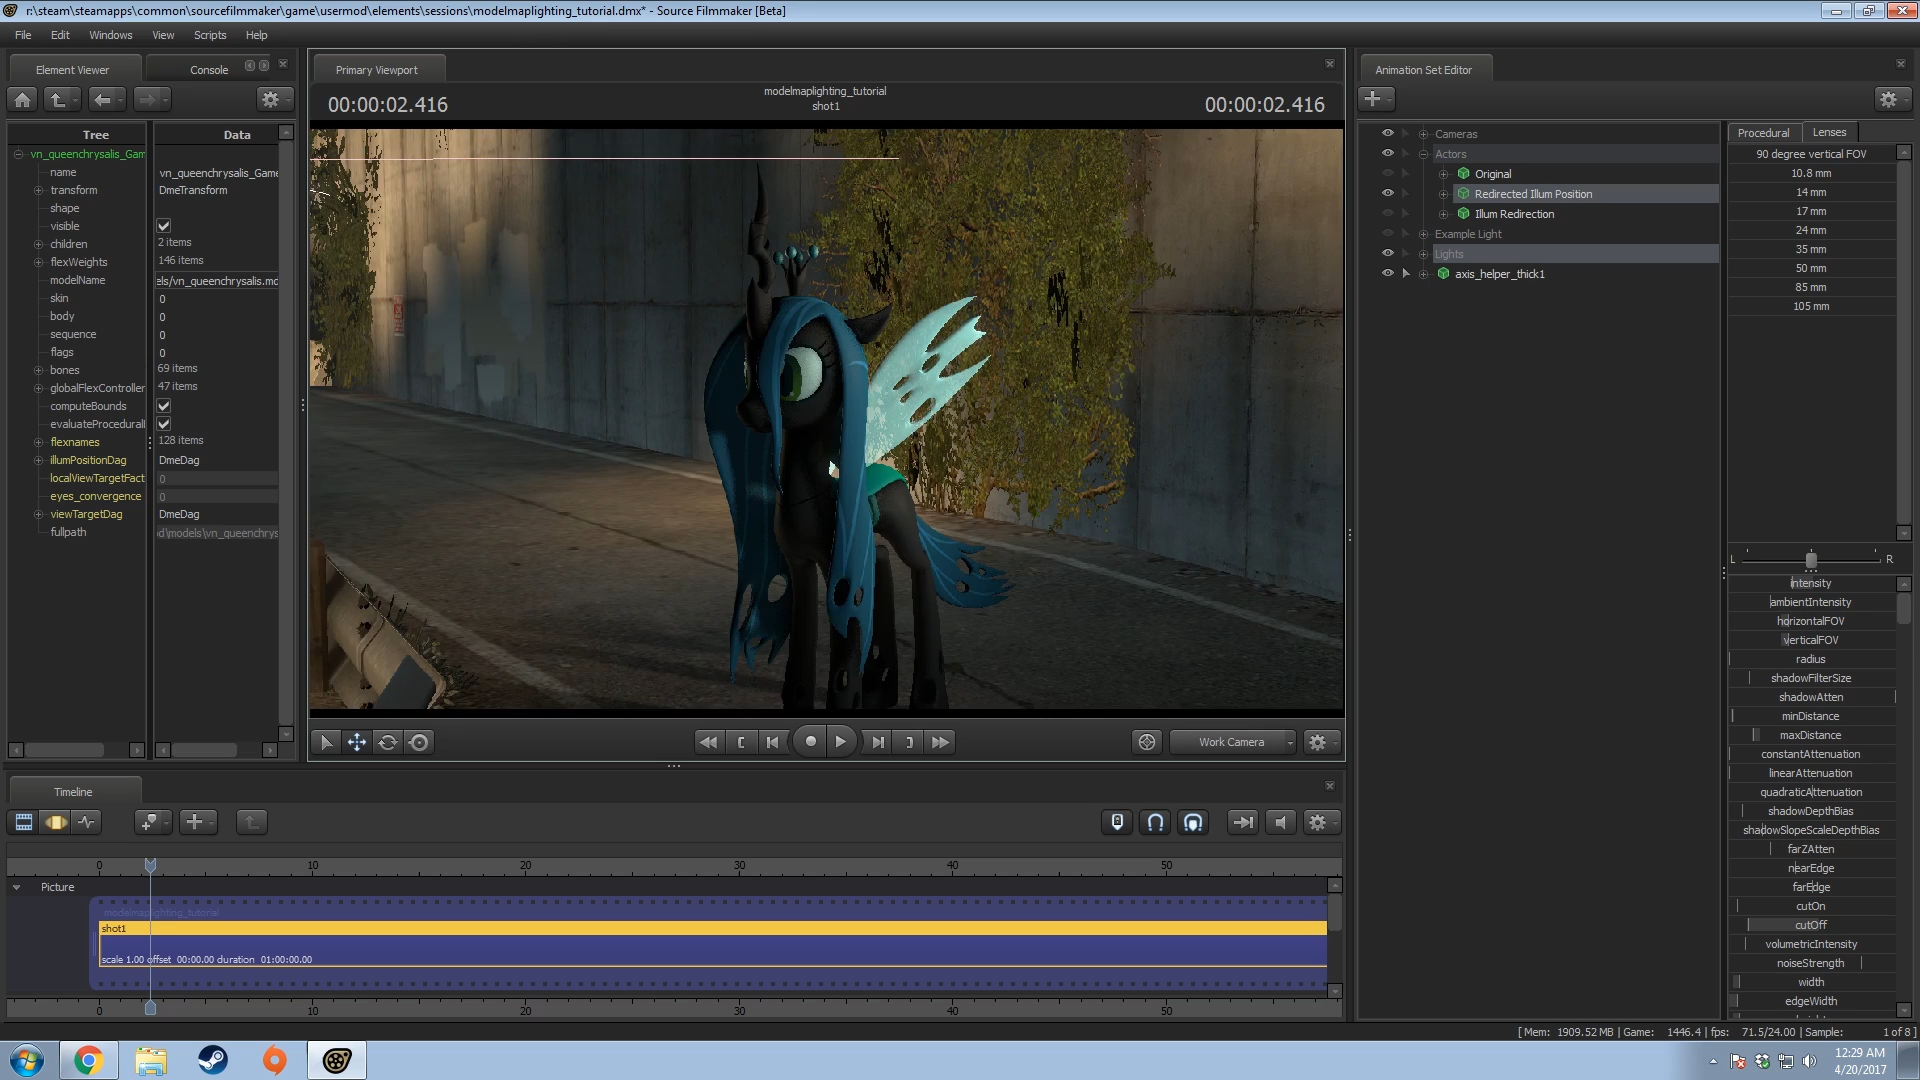 r:\steam\steamapps\common\sourcefilmmaker\game\usermod\elements\sessions\modelmaplighting_tutorial.dmx* - Source Filmmaker [Beta]
File Edit Windows View Scripts Help
Element Viewer
Console
Tree
Data
vn_queenchrysalis_Gam
name vn_queenchrysalis_Game
transform DmeTransform
shape
visible
children 2 items
flexWeights 146 items
modelName els/vn_queenchrysalis.mc
skin 0
body 0
sequence 0
flags 0
bones 69 items
globalFlexController 47 items
computeBounds
evaluateProcedurall
flexnames 128 items
illumPositionDag DmeDag
localViewTargetFact 0
eyes_convergence 0
viewTargetDag DmeDag
fullpath od\models\vn_queenchrys
Primary Viewport
00:00:02.416
modelmaplighting_tutorial
shot1
00:00:02.416
Work Camera
Animation Set Editor
Cameras
Actors
Original
Redirected Illum Position
Illum Redirection
Example Light
Lights
axis_helper_thick1
Procedural
Lenses
90 degree vertical FOV
10.8 mm
14 mm
17 mm
24 mm
35 mm
50 mm
85 mm
105 mm
L R
intensity
ambientIntensity
horizontalFOV
verticalFOV
radius
shadowFilterSize
shadowAtten
minDistance
maxDistance
constantAttenuation
linearAttenuation
quadraticAttenuation
shadowDepthBias
shadowSlopeScaleDepthBias
farZAtten
nearEdge
farEdge
cutOn
cutOff
volumetricIntensity
noiseStrength
width
edgeWidth
Timeline
0 10 20 30 40 50
Picture
modelmaplighting_tutorial
shot1
scale 1.00 offset 00:00.00 duration 01:00:00.00
0 10 20 30 40 50
[ Mem: 1909.52 MB | Game: 1446.4 | fps: 71.5/24.00 | Sample: 1 of 8 ]
12:29 AM
4/20/2017